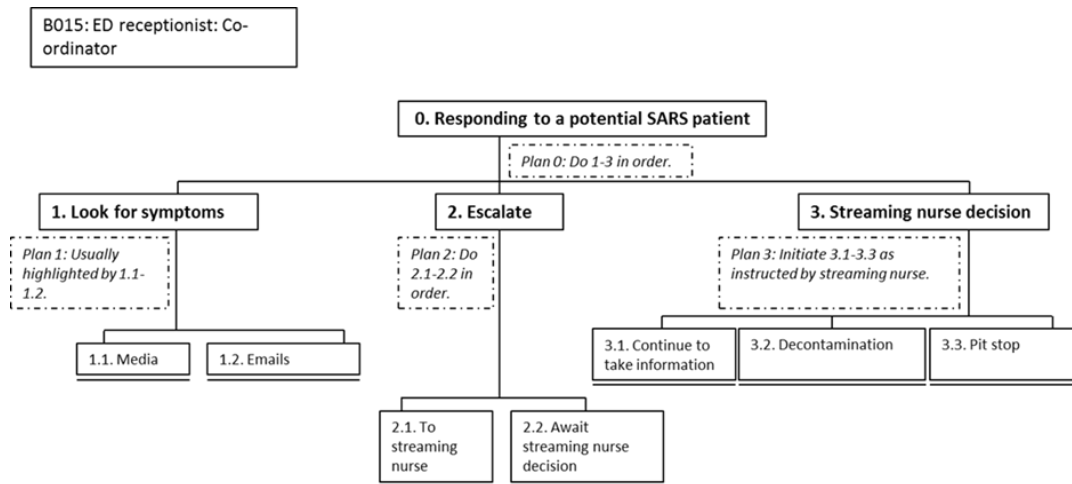 B015: ED receptionist: Co-
ordinator
0. Responding to a potential SARS patient
Plan 0: Do 1-3 in order.
1. Look for symptoms
2. Escalate
3. Streaming nurse decision
Plan 1: Usually
highlighted by 1.1-
1.2.
Plan 2: Do
2.1-2.2 in
order.
Plan 3: Initiate 3.1-3.3 as
instructed by streaming nurse.
1.1. Media
1.2. Emails
3.1. Continue to
take information
3.2. Decontamination
3.3. Pit stop
2.1. To
streaming
nurse
2.2. Await
streaming nurse
decision